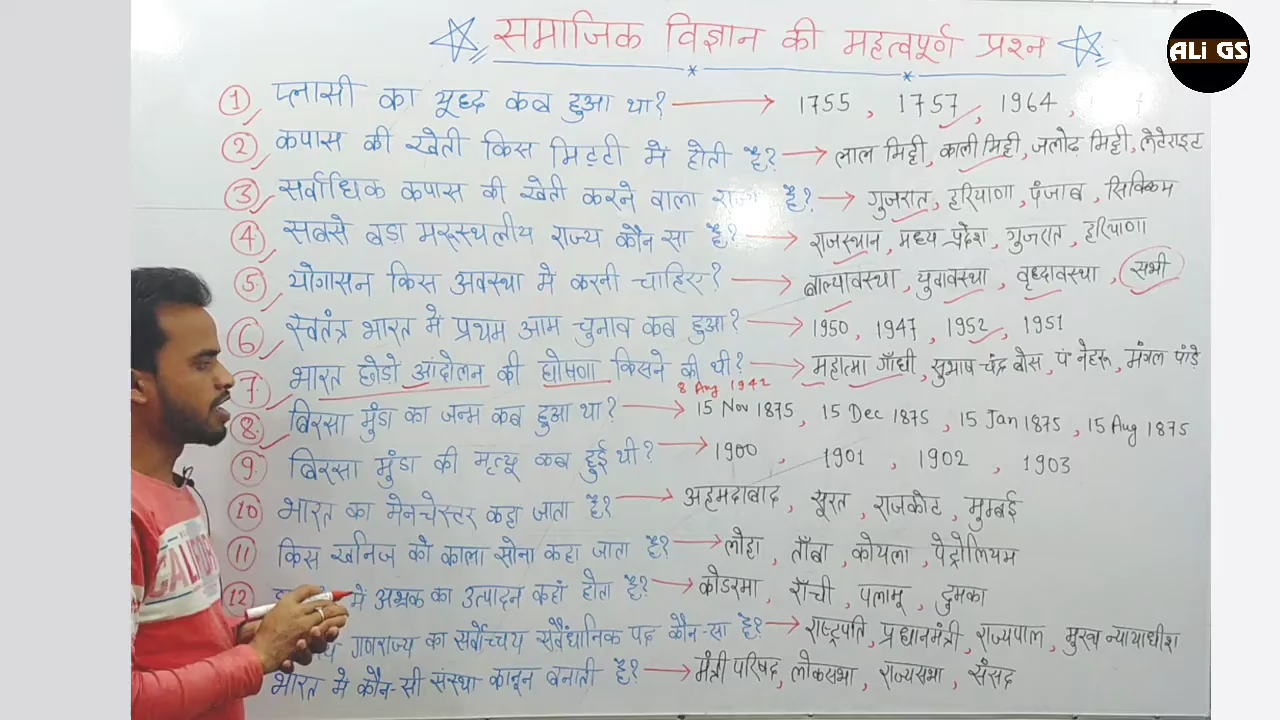 समाजिक विज्ञान की महत्वपूर्ण प्रश्न
ALi GS
① प्लासी का यूध्द कब हुआ था? → 1755 , 1757 , 1964 ,
② कपास की खेती किस मिट्टी में होती है? → लाल मिट्टी, काली मिट्टी, जलोढ़ मिट्टी, लेटेराइट
③ सर्वाधिक कपास की खेती करने वाला है? → गुजरात, हरियाणा, पंजाब, सिक्किम
④ सबसे बड़ा मरूस्थलीय राज्य कौन सा है? → राजस्थान, मध्य प्रदेश, गुजरात, हरियाणा
⑤ योगासन किस अवस्था में करनी चाहिए? → बाल्यावस्था, युवावस्था, वृध्दावस्था, सभी
⑥ स्वतंत्र भारत में प्रथम आम चुनाव कब हुआ? → 1950, 1947, 1952, 1951
⑦ भारत छोडो आंदोलन की घोषणा किसने की थी? → महात्मा गाँधी, सुभाष चंद्र बोस, पं नेहरू, मंगल पांडे
8 Aug 1942
⑧ बिरसा मुंडा का जन्म कब हुआ था? → 15 Nov 1875, 15 Dec 1875, 15 Jan 1875, 15 Aug 1875
⑨ बिरसा मुंडा की मृत्यू कब हुई थी? → 1900 , 1901 , 1902 , 1903
⑩ भारत का मेनचेस्टर कहा जाता है? → अहमदाबाद, सूरत, राजकोट, मुम्बई
⑪ किस खनिज को काला सोना कहा जाता है? → लोहा, ताँबा, कोयला, पेट्रोलियम
⑫ में अभ्रक का उत्पादन कहां होता है? → कोडरमा, राँची, पलामू, दुमका
गणराज्य का सर्वोच्चय संवैधानिक पद कौन-सा है? → राष्ट्रपति, प्रधानमंत्री, राज्यपाल, मुख्य न्यायाधीश
भारत में कौन-सी संस्था कानून बनाती है? → मंत्री परिषद, लोकसभा, राज्यसभा, संसद